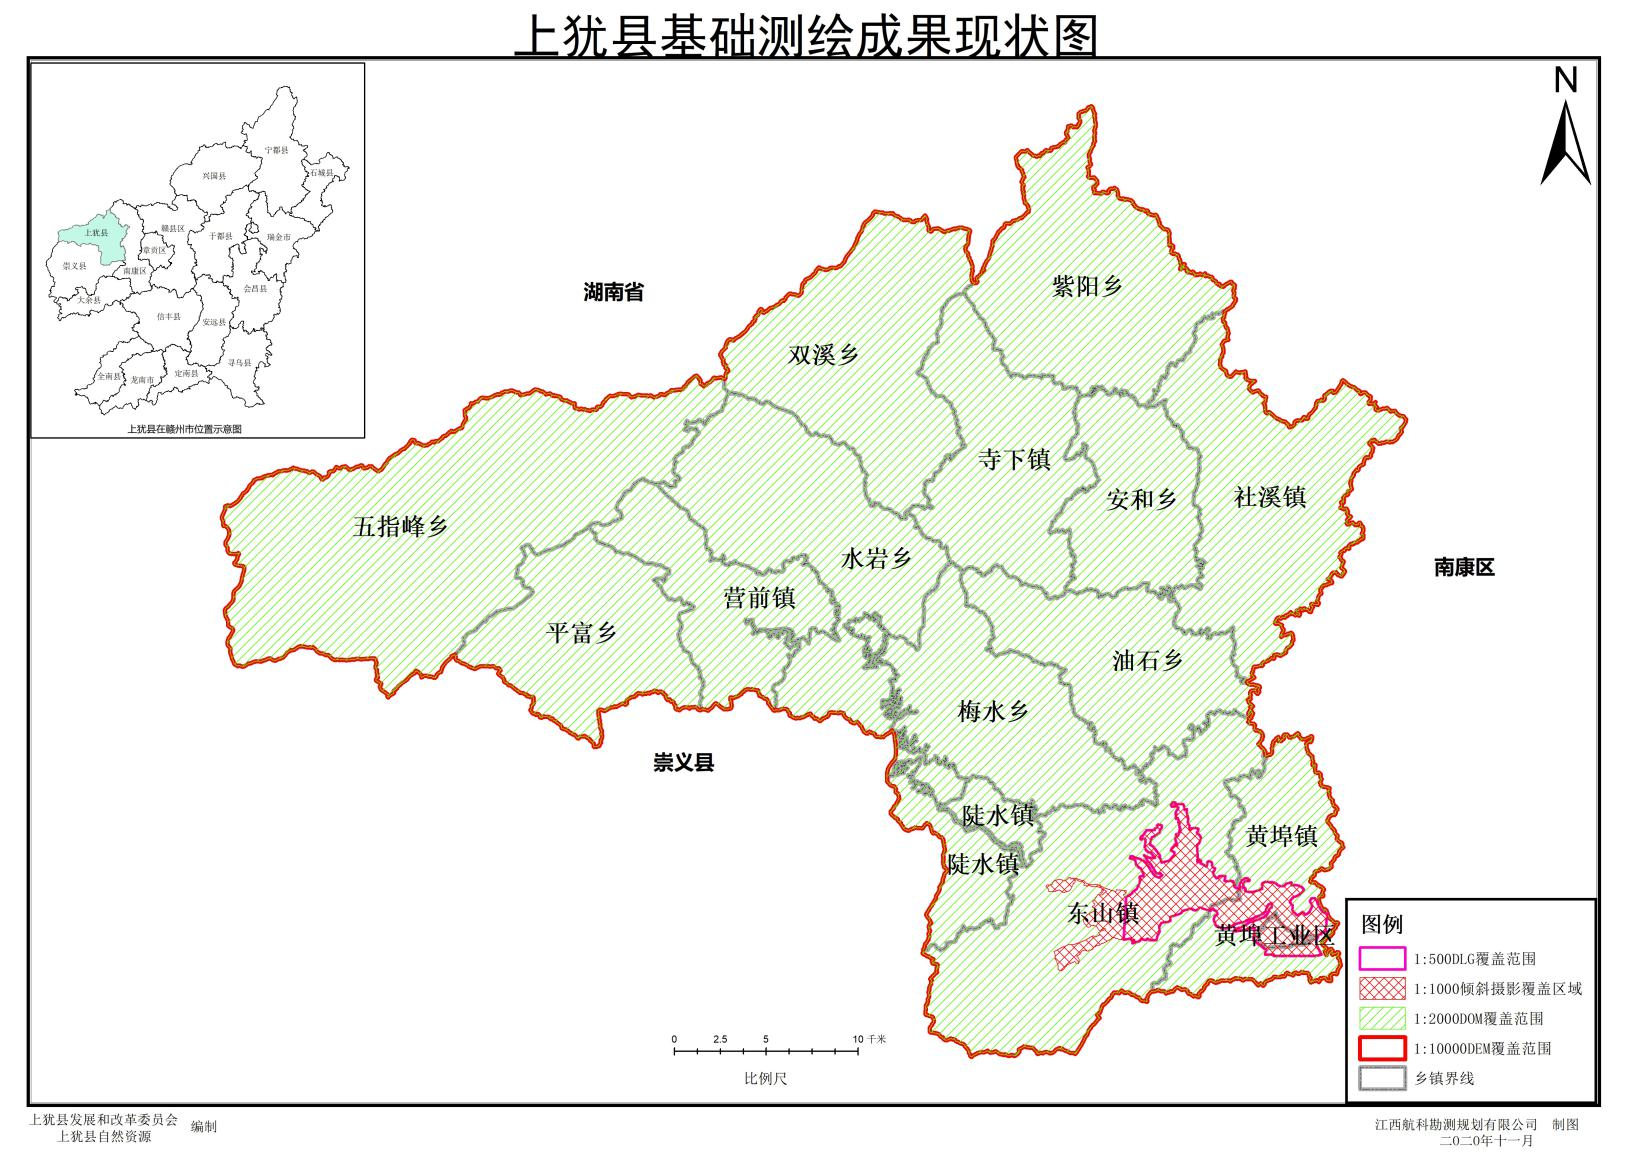 上犹县基础测绘成果现状图
N
宁都县
石城县
兴国县
赣县区
于都县
瑞金市
上犹县
章贡区
崇义县
南康区
会昌县
大余县
信丰县
安远县
寻乌县
全南县
龙南市
定南县
上犹县在赣州市位置示意图
湖南省
紫阳乡
双溪乡
寺下镇
安和乡
社溪镇
五指峰乡
水岩乡
南康区
营前镇
平富乡
油石乡
梅水乡
崇义县
陡水镇
黄埠镇
陡水镇
东山镇
黄埠工业区
图例
1:500DLG覆盖范围
1:1000倾斜摄影覆盖区域
1:2000DOM覆盖范围
1:10000DEM覆盖范围
乡镇界线
0 2.5 5 10 千米
比例尺
上犹县发展和改革委员会
上犹县自然资源
编制
江西航科勘测规划有限公司 制图
二〇二〇年十一月